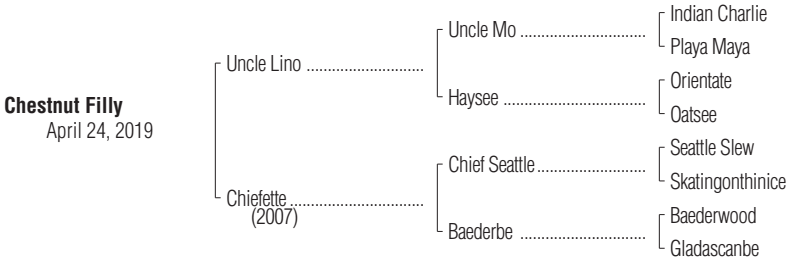 Chestnut Filly
April 24, 2019
Uncle Lino ..........................
Chiefette ..............................
(2007)
Uncle Mo ............................
Haysee ................................
Chief Seattle ........................
Baederbe ............................
Indian Charlie
Playa Maya
Orientate
Oatsee
Seattle Slew
Skatingonthinice
Baederwood
Gladascanbe